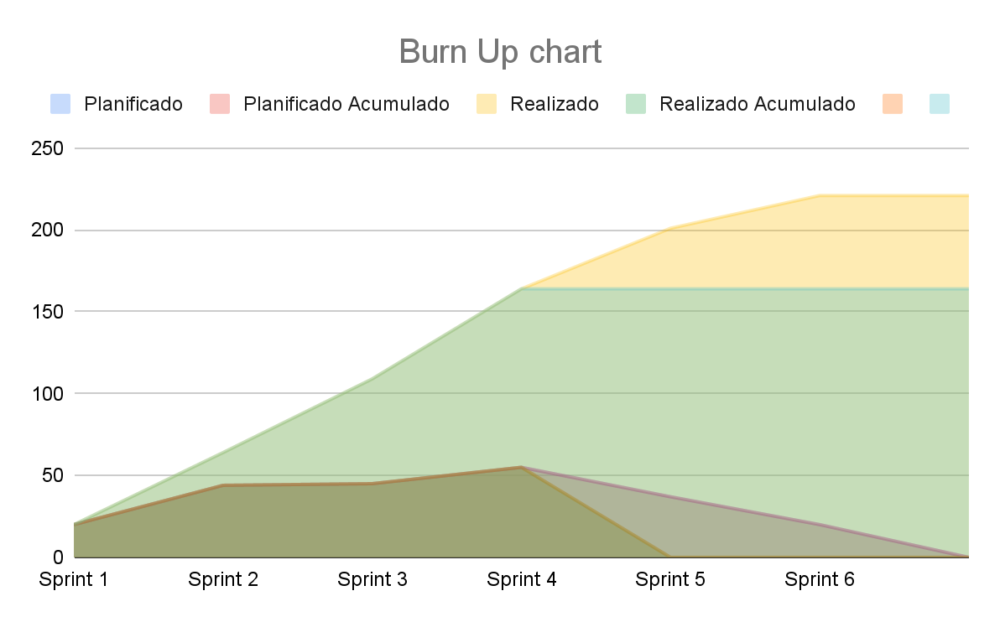 Burn Up chart
Planificado Planificado Acumulado Realizado Realizado Acumulado
250
200
150
100
50
0
Sprint 1 Sprint 2 Sprint 3 Sprint 4 Sprint 5 Sprint 6